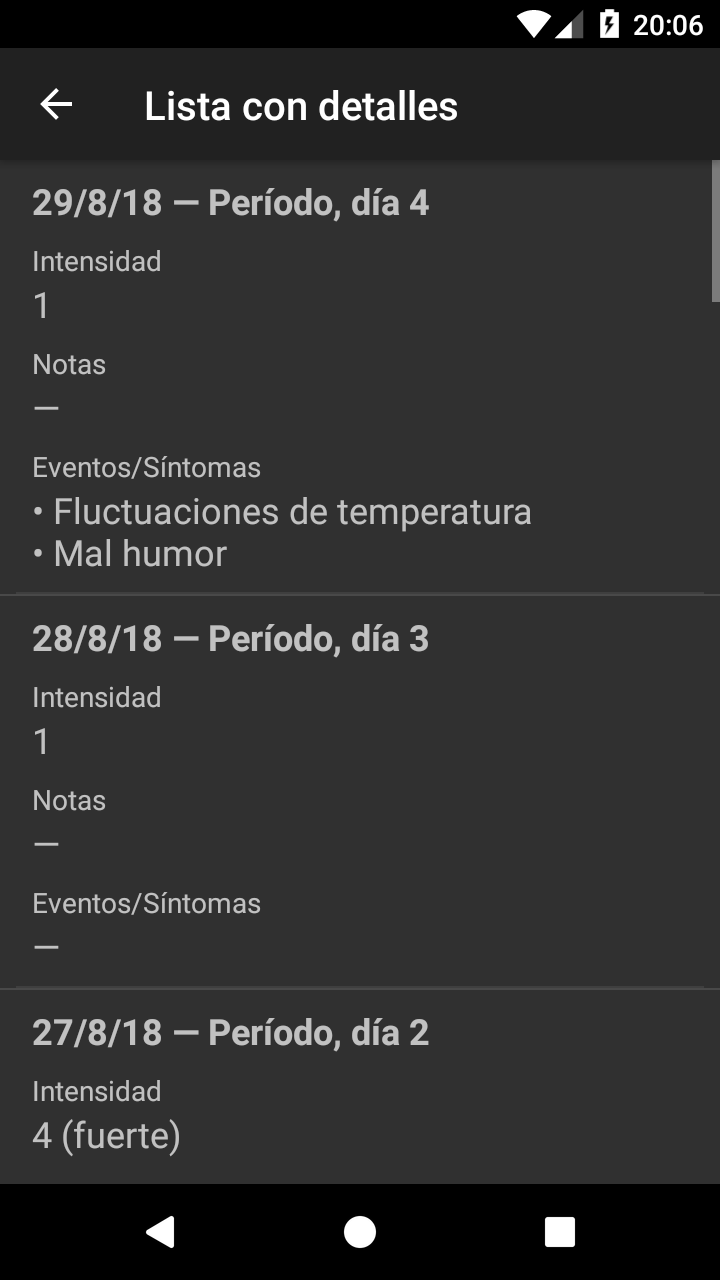 20:06
Lista con detalles
29/8/18 — Período, día 4
Intensidad
1
Notas
—
Eventos/Síntomas
• Fluctuaciones de temperatura
• Mal humor
28/8/18 — Período, día 3
Intensidad
1
Notas
—
Eventos/Síntomas
—
27/8/18 — Período, día 2
Intensidad
4 (fuerte)